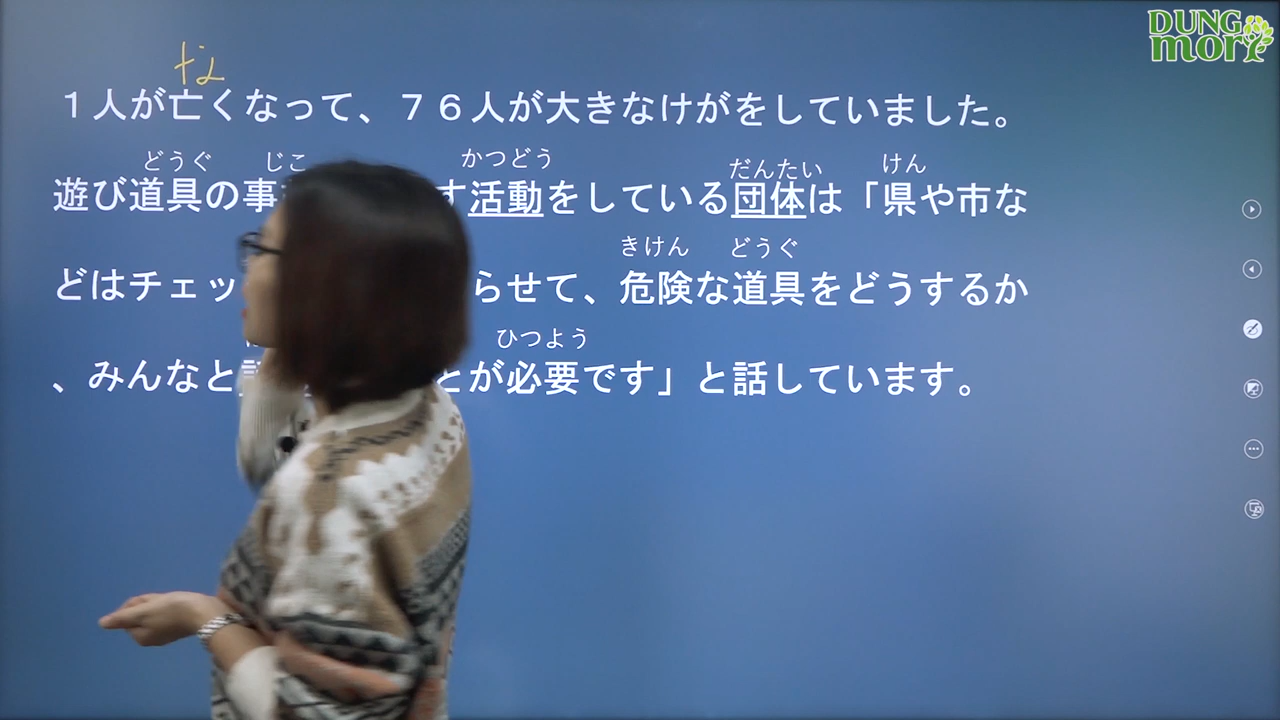 DUNG
mori
な
１人が亡くなって、７６人が大きなけがをしていました。
どうぐ じこ かつどう だんたい けん
遊び道具の事 す活動をしている団体は「県や市な
きけん どうぐ
どはチェッ らせて、危険な道具をどうするか
ひつよう
、みんなと とが必要です」と話しています。